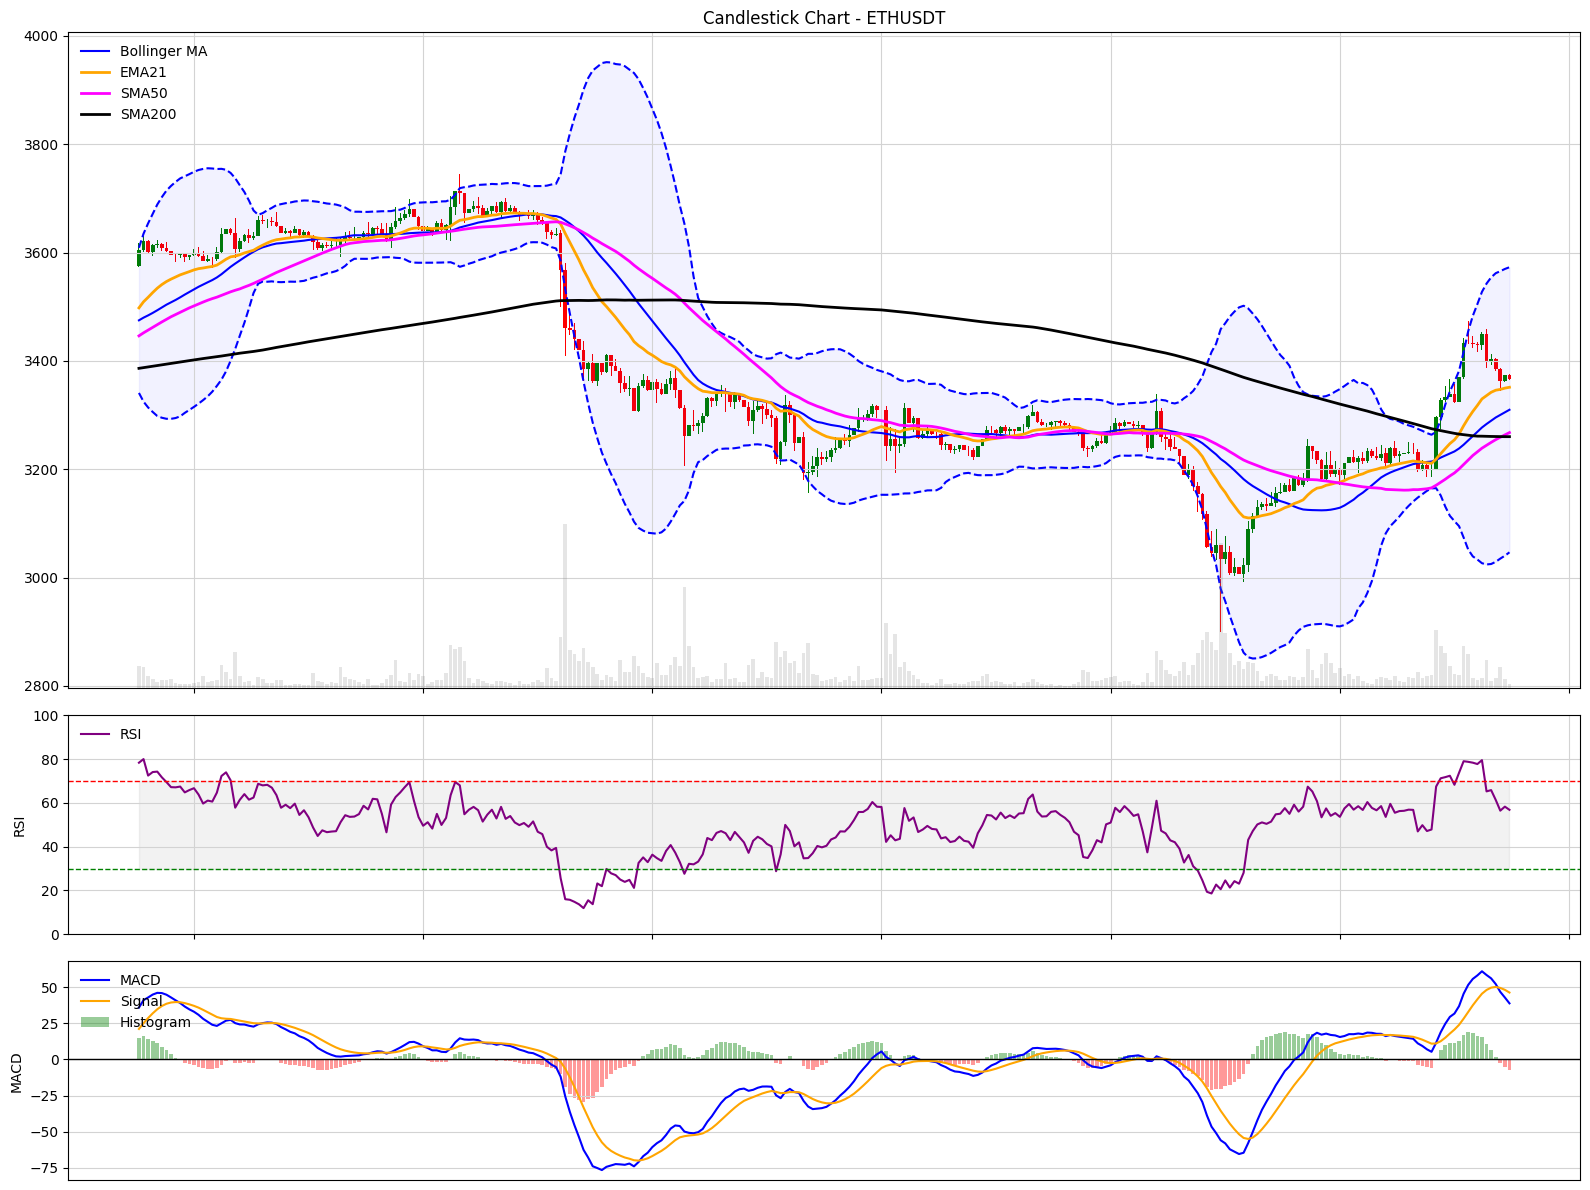 Candlestick Chart - ETHUSDT
4000
3800
3600
3400
3200
3000
2800
Bollinger MA
EMA21
SMA50
SMA200
100
80
60
40
20
0
RSI
RSI
50
25
0
−25
−50
−75
MACD
MACD
Signal
Histogram